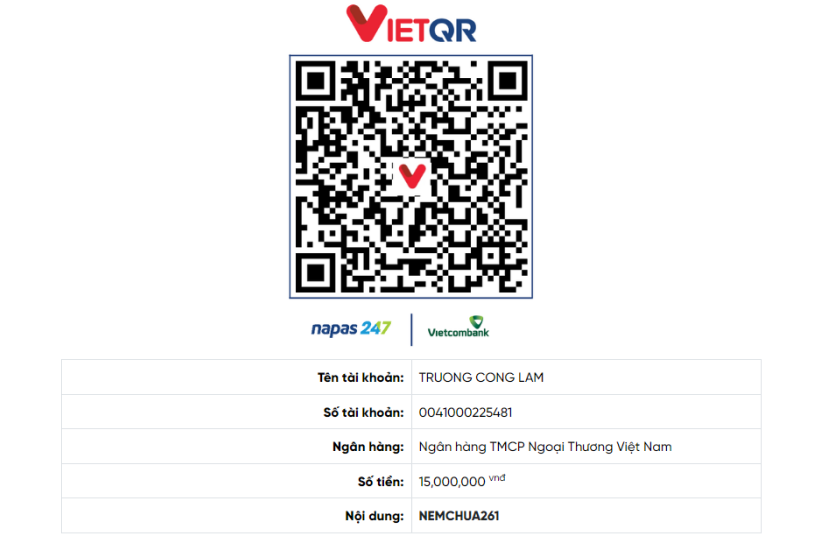 VIETQR
napas 247
Vietcombank
Tên tài khoản: TRUONG CONG LAM
Số tài khoản: 0041000225481
Ngân hàng: Ngân hàng TMCP Ngoại Thương Việt Nam
Số tiền: 15,000,000 vnđ
Nội dung: NEMCHUA261